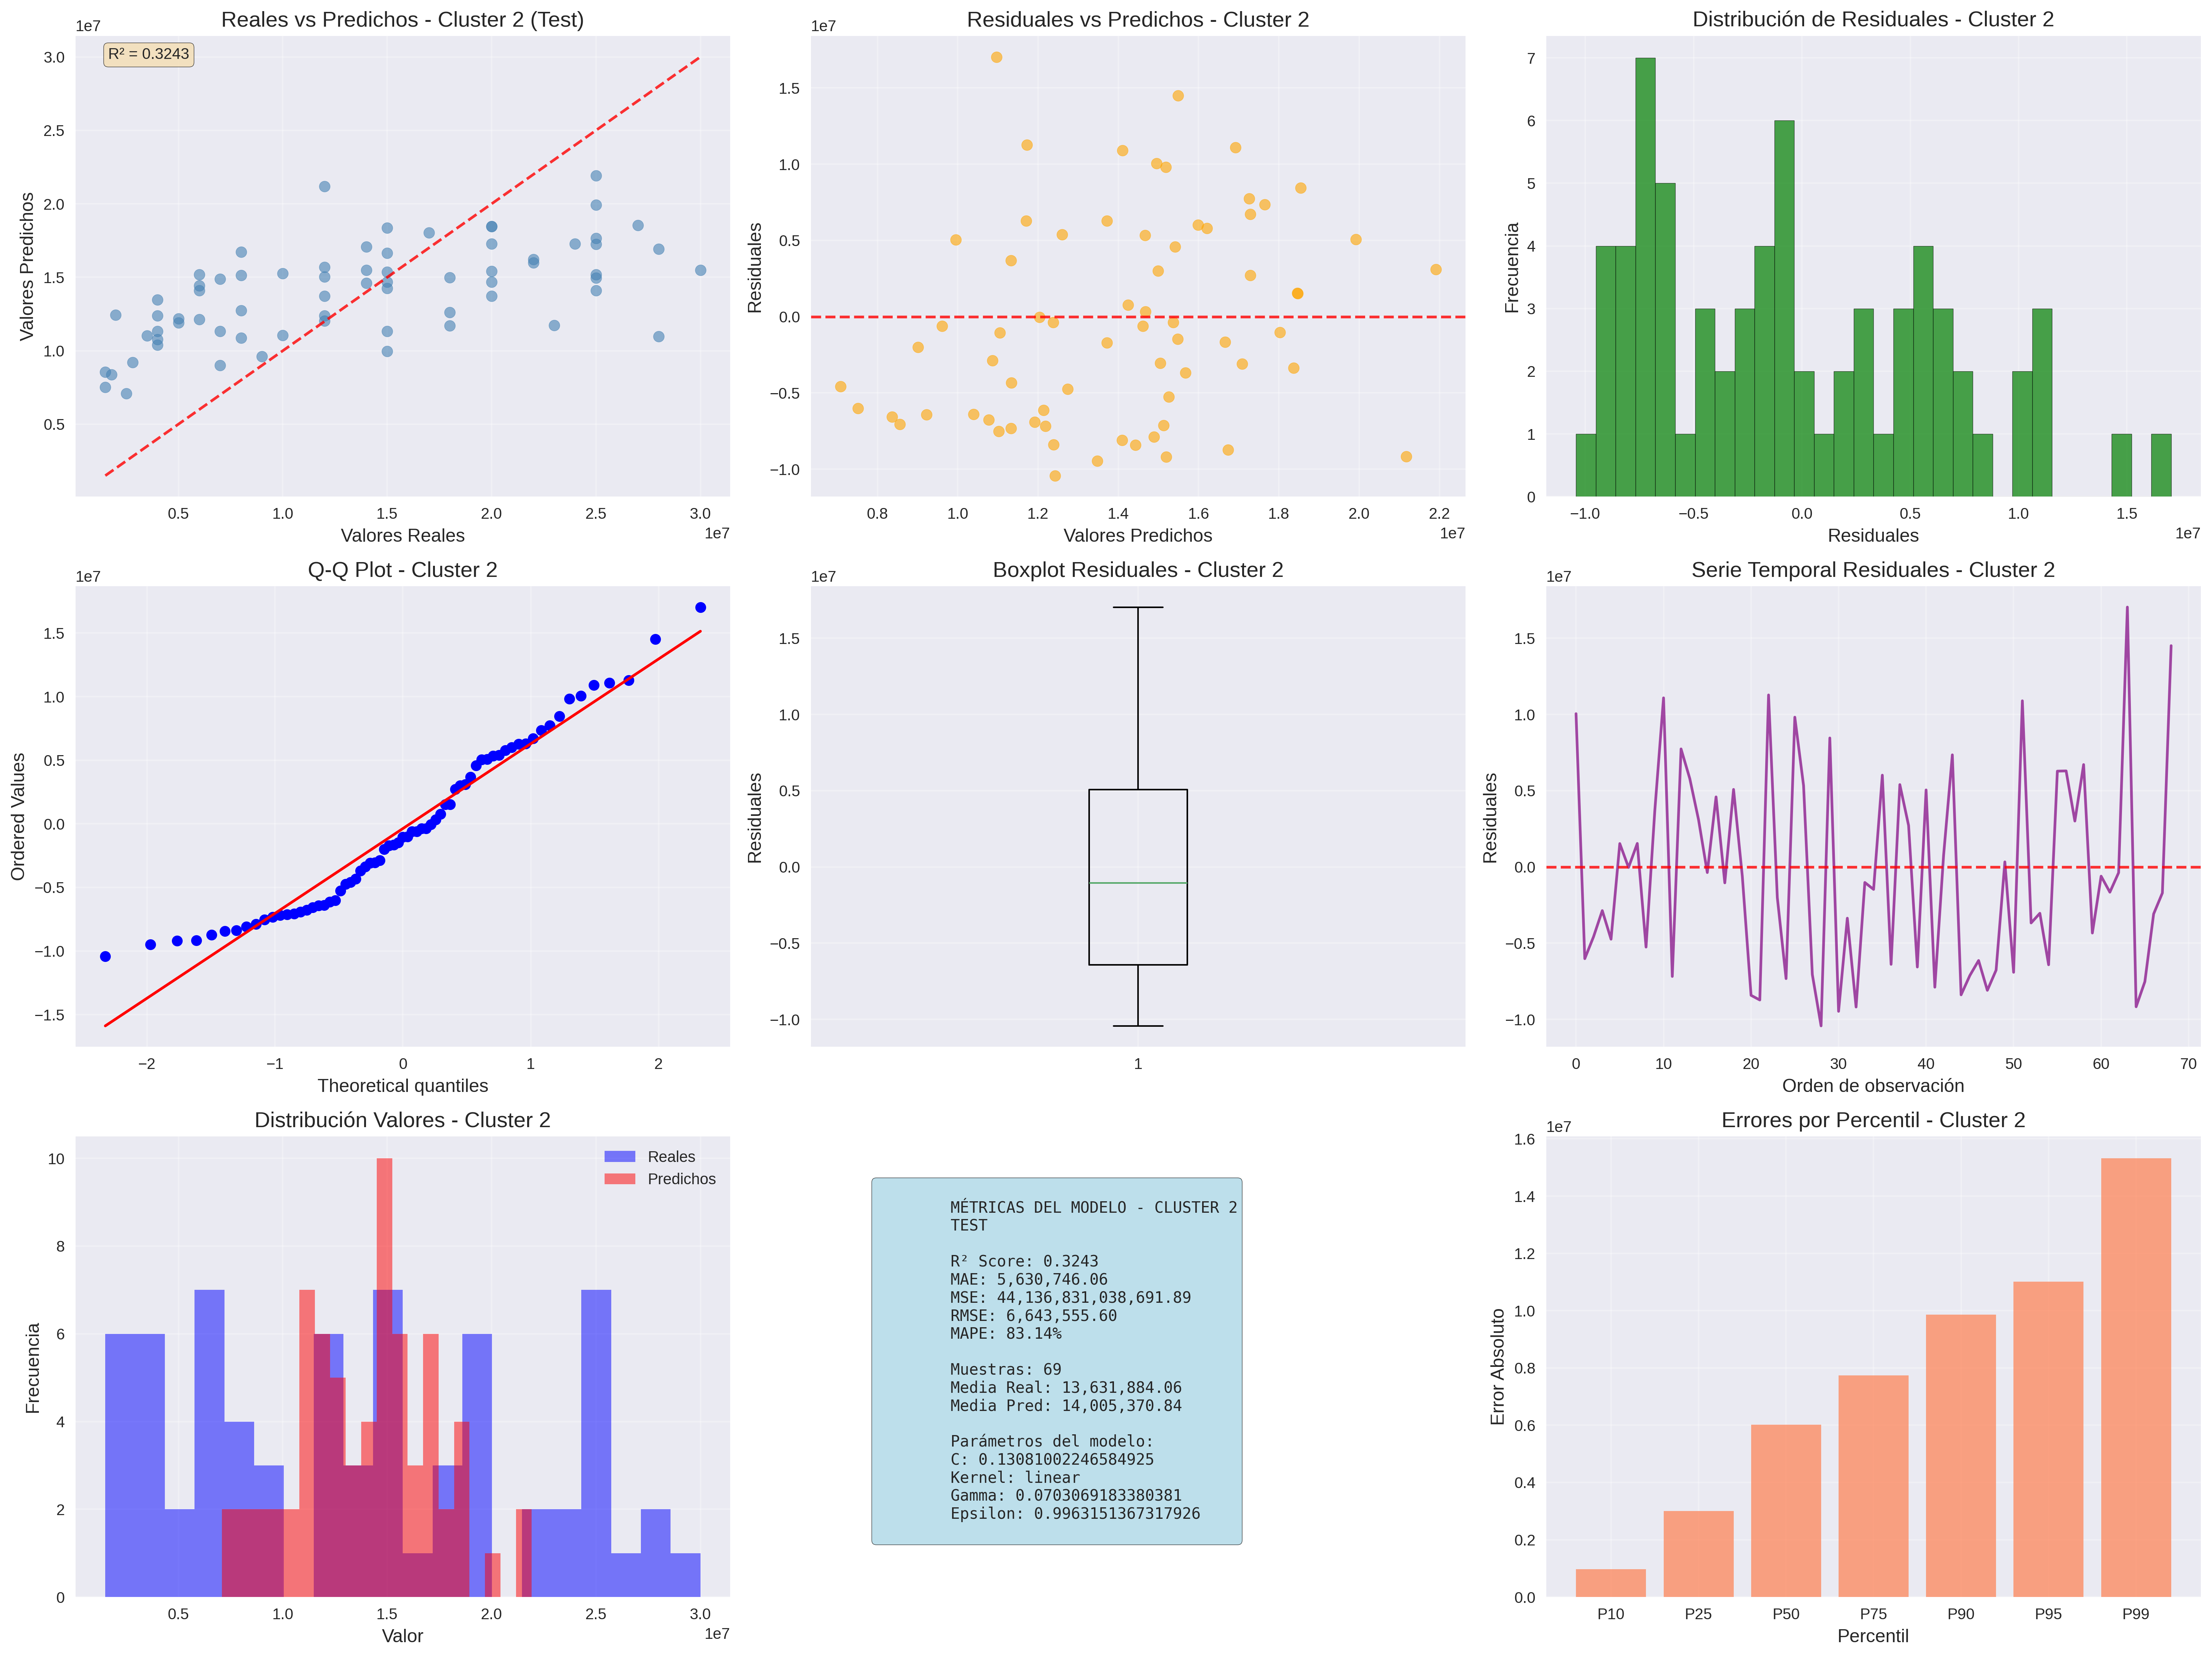 Reales vs Predichos - Cluster 2 (Test)
1e7
R² = 0.3243
3.0
2.5
2.0
1.5
1.0
0.5
Valores Predichos
0.5 1.0 1.5 2.0 2.5 3.0
1e7
Valores Reales
Residuales vs Predichos - Cluster 2
1e7
1.5
1.0
0.5
0.0
−0.5
−1.0
Residuales
0.8 1.0 1.2 1.4 1.6 1.8 2.0 2.2
1e7
Valores Predichos
Distribución de Residuales - Cluster 2
7
6
5
4
3
2
1
0
Frecuencia
−1.0 −0.5 0.0 0.5 1.0 1.5
1e7
Residuales
Q-Q Plot - Cluster 2
1e7
1.5
1.0
0.5
0.0
−0.5
−1.0
−1.5
Ordered Values
−2 −1 0 1 2
Theoretical quantiles
Boxplot Residuales - Cluster 2
1e7
1.5
1.0
0.5
0.0
−0.5
−1.0
Residuales
1
Serie Temporal Residuales - Cluster 2
1e7
1.5
1.0
0.5
0.0
−0.5
−1.0
Residuales
0 10 20 30 40 50 60 70
Orden de observación
Distribución Valores - Cluster 2
Reales
Predichos
10
8
6
4
2
0
Frecuencia
0.5 1.0 1.5 2.0 2.5 3.0
1e7
Valor
MÉTRICAS DEL MODELO - CLUSTER 2
TEST
R² Score: 0.3243
MAE: 5,630,746.06
MSE: 44,136,831,038,691.89
RMSE: 6,643,555.60
MAPE: 83.14%
Muestras: 69
Media Real: 13,631,884.06
Media Pred: 14,005,370.84
Parámetros del modelo:
C: 0.13081002246584925
Kernel: linear
Gamma: 0.0703069183380381
Epsilon: 0.9963151367317926
Errores por Percentil - Cluster 2
1e7
1.6
1.4
1.2
1.0
0.8
0.6
0.4
0.2
0.0
Error Absoluto
P10 P25 P50 P75 P90 P95 P99
Percentil